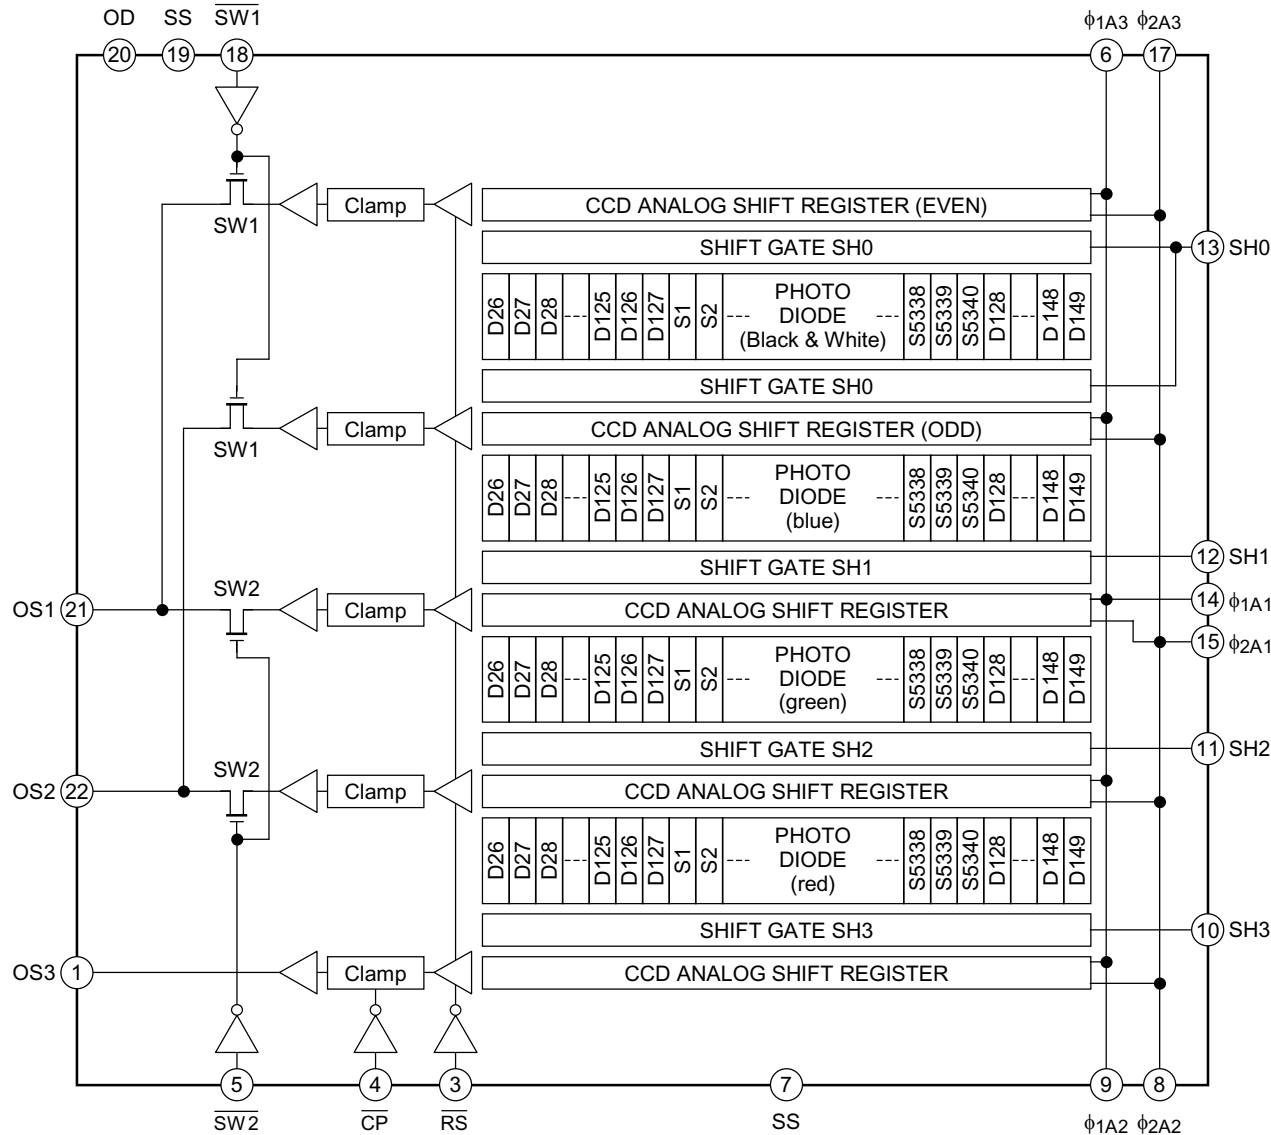 OD SS SW1 ϕ1A3 ϕ2A3
20 19 18 6 17
SW1 Clamp CCD ANALOG SHIFT REGISTER (EVEN)
SHIFT GATE SH0 13 SH0
D26 D27 D28 --- D125 D126 D127 S1 S2 --- PHOTO DIODE (Black & White) --- S5338 S5339 S5340 D128 --- D148 D149
SHIFT GATE SH0
SW1 Clamp CCD ANALOG SHIFT REGISTER (ODD)
D26 D27 D28 --- D125 D126 D127 S1 S2 --- PHOTO DIODE (blue) --- S5338 S5339 S5340 D128 --- D148 D149
SHIFT GATE SH1 12 SH1
OS1 21 SW2 Clamp CCD ANALOG SHIFT REGISTER 14 ϕ1A1
15 ϕ2A1
D26 D27 D28 --- D125 D126 D127 S1 S2 --- PHOTO DIODE (green) --- S5338 S5339 S5340 D128 --- D148 D149
SHIFT GATE SH2 11 SH2
OS2 22 SW2 Clamp CCD ANALOG SHIFT REGISTER
D26 D27 D28 --- D125 D126 D127 S1 S2 --- PHOTO DIODE (red) --- S5338 S5339 S5340 D128 --- D148 D149
SHIFT GATE SH3 10 SH3
OS3 1 Clamp CCD ANALOG SHIFT REGISTER
5 4 3 7 9 8
SW2 CP RS SS ϕ1A2 ϕ2A2